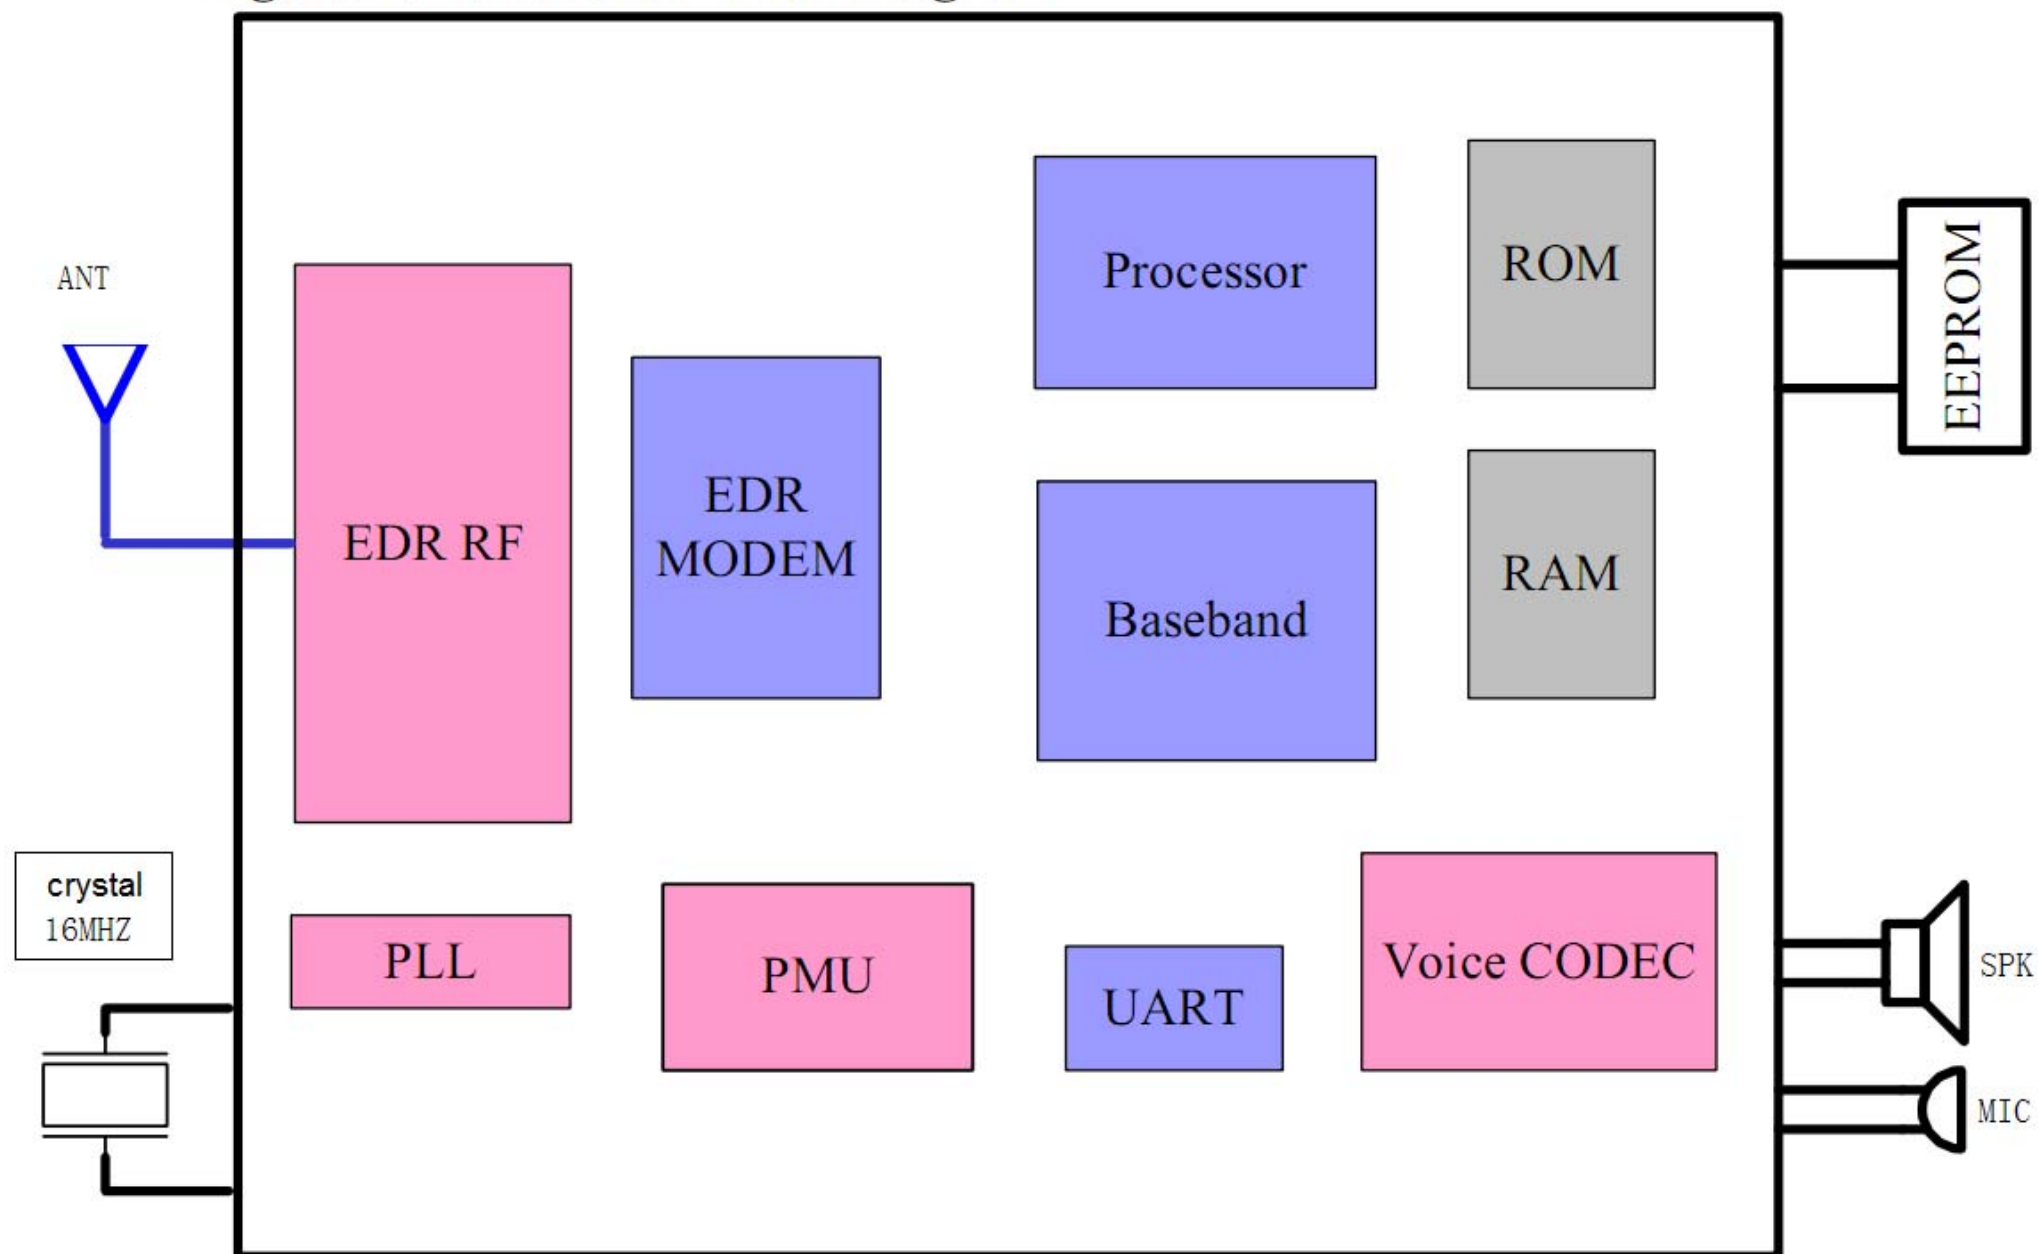 ANT
EDR RF
EDR
MODEM
Processor
ROM
EEPROM
Baseband
RAM
crystal
16MHZ
PLL
PMU
UART
Voice CODEC
SPK
MIC